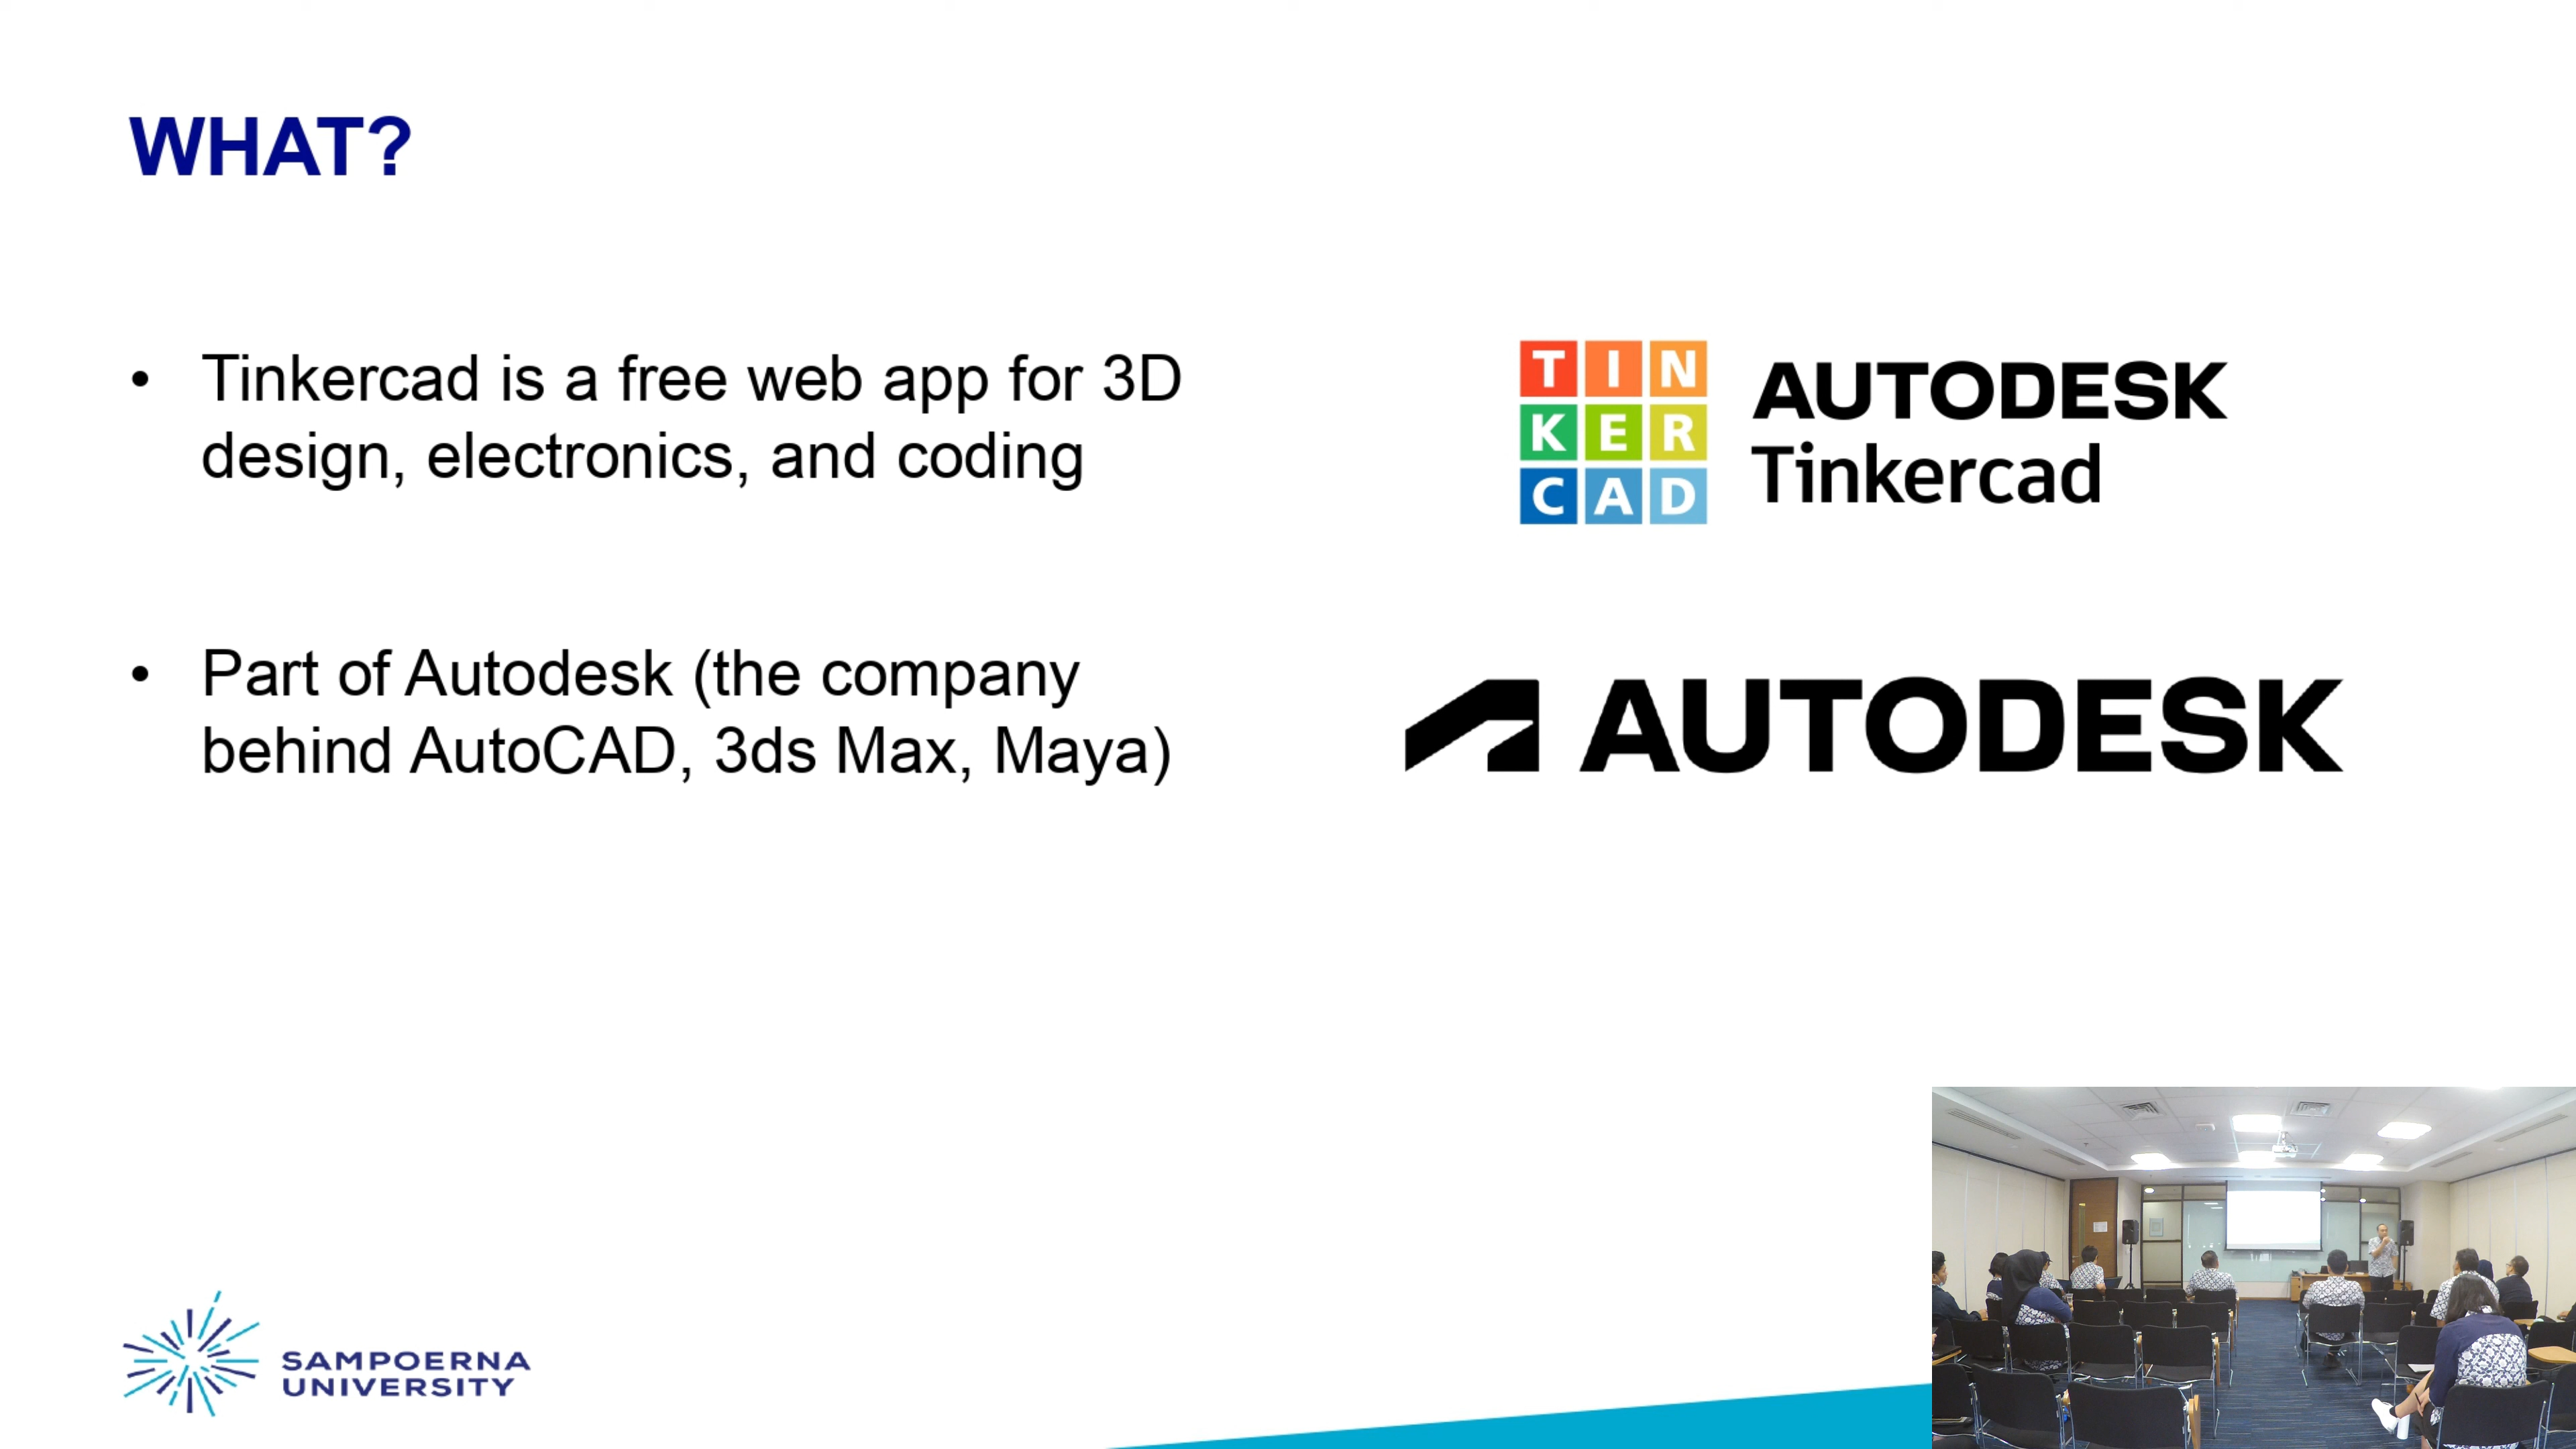 WHAT?
• Tinkercad is a free web app for 3D
design, electronics, and coding
• Part of Autodesk (the company
behind AutoCAD, 3ds Max, Maya)
TIN
KER
CAD
AUTODESK
Tinkercad
AUTODESK
SAMPOERNA
UNIVERSITY